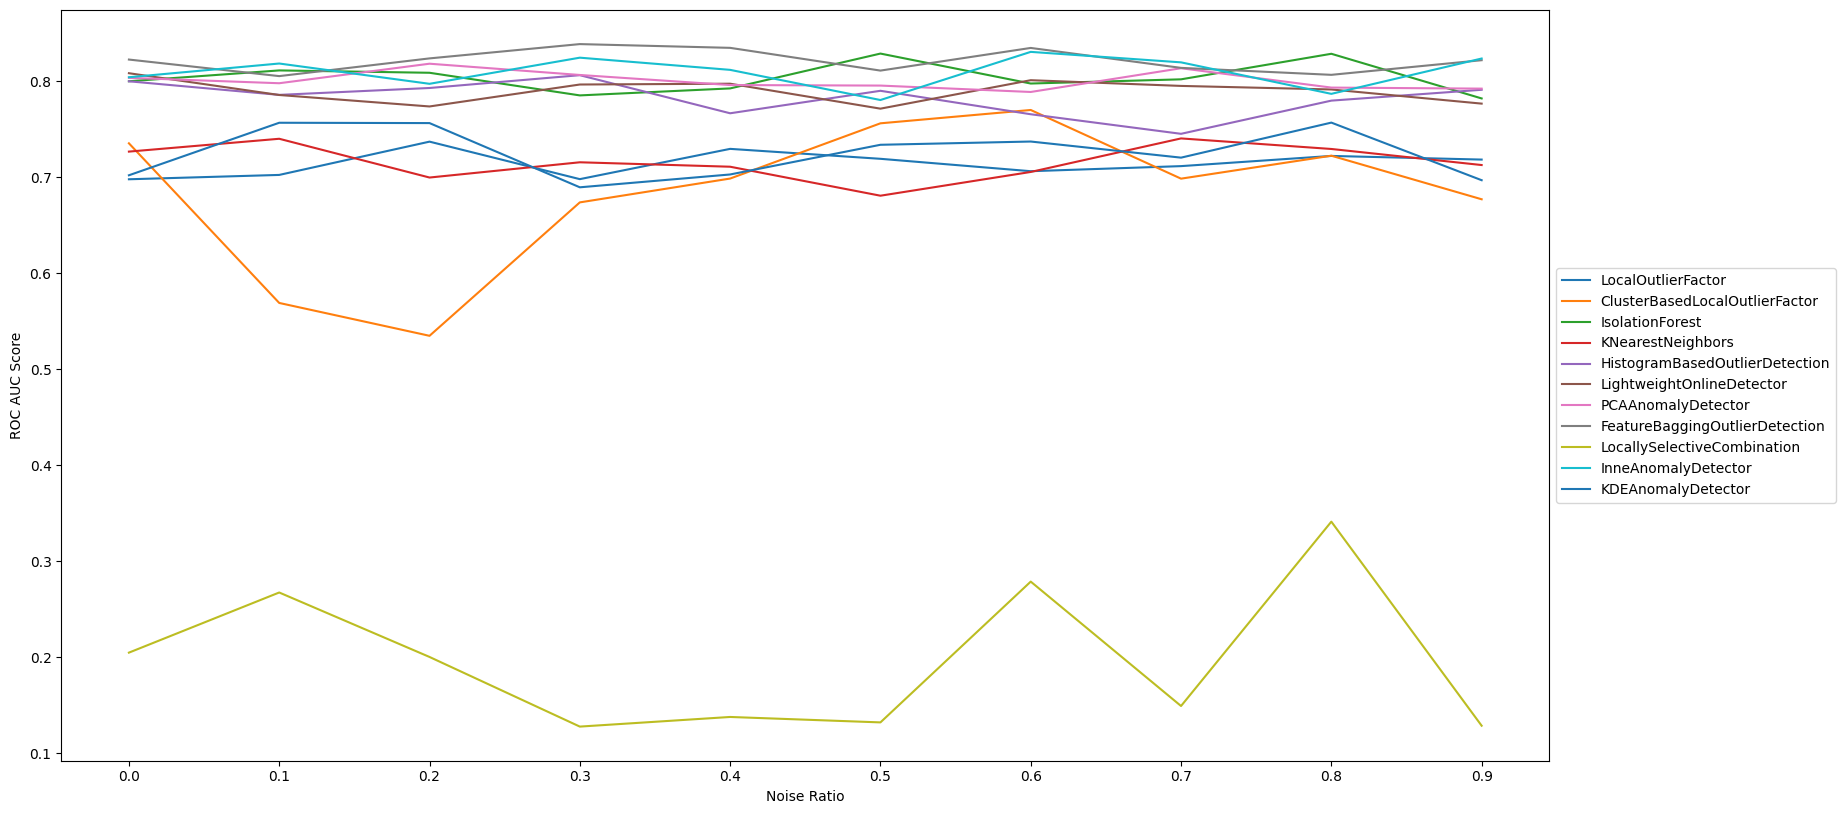 0.8
0.7
0.6
0.5
0.4
0.3
0.2
0.1
ROC AUC Score
0.0 0.1 0.2 0.3 0.4 0.5 0.6 0.7 0.8 0.9
Noise Ratio
LocalOutlierFactor
ClusterBasedLocalOutlierFactor
IsolationForest
KNearestNeighbors
HistogramBasedOutlierDetection
LightweightOnlineDetector
PCAAnomalyDetector
FeatureBaggingOutlierDetection
LocallySelectiveCombination
InneAnomalyDetector
KDEAnomalyDetector